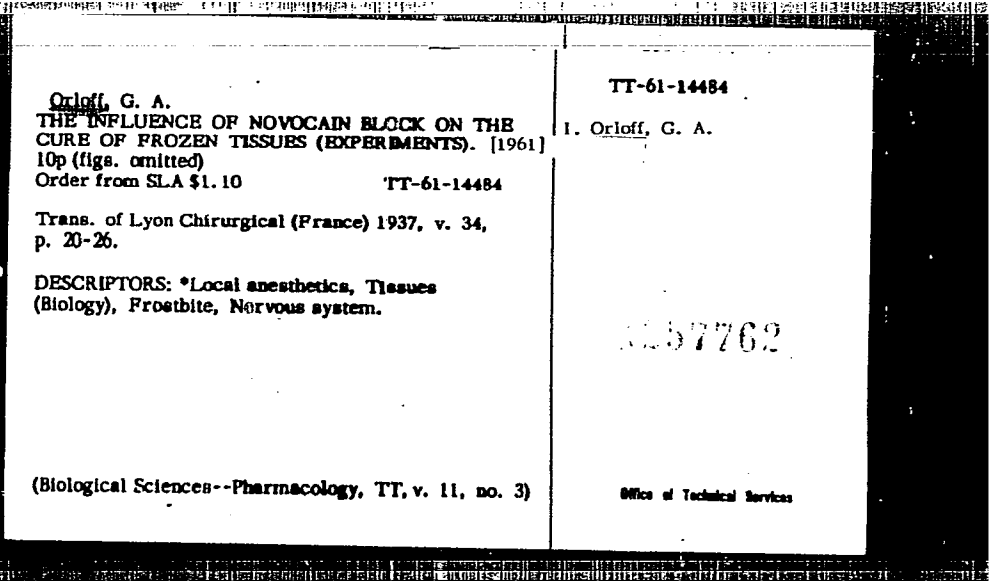 Orloff, G. A.
THE INFLUENCE OF NOVOCAIN BLOCK ON THE
CURE OF FROZEN TISSUES (EXPERIMENTS). [1961]
10p (figs. omitted)
Order from SLA $1.10 TT-61-14484
Trans. of Lyon Chirurgical (France) 1937, v. 34,
p. 20-26.
DESCRIPTORS: *Local anesthetics, Tissues
(Biology), Frostbite, Nervous system.
(Biological Sciences--Pharmacology, TT, v. 11, no. 3)
TT-61-14484
I. Orloff, G. A.
Office of Technical Services